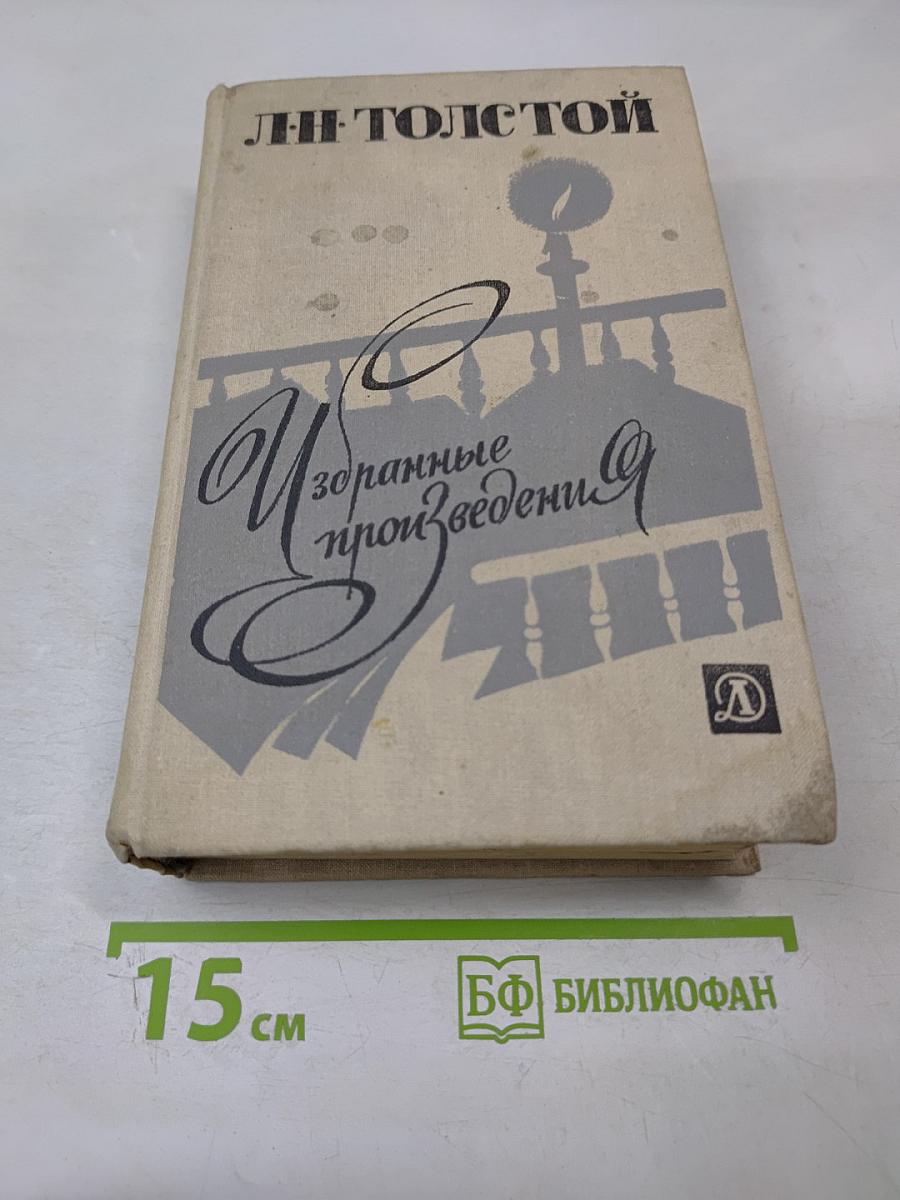 Л·Н·ТОЛСТОЙ
Избранные
произведения
Д
15 см
БФ БИБЛИОФАН